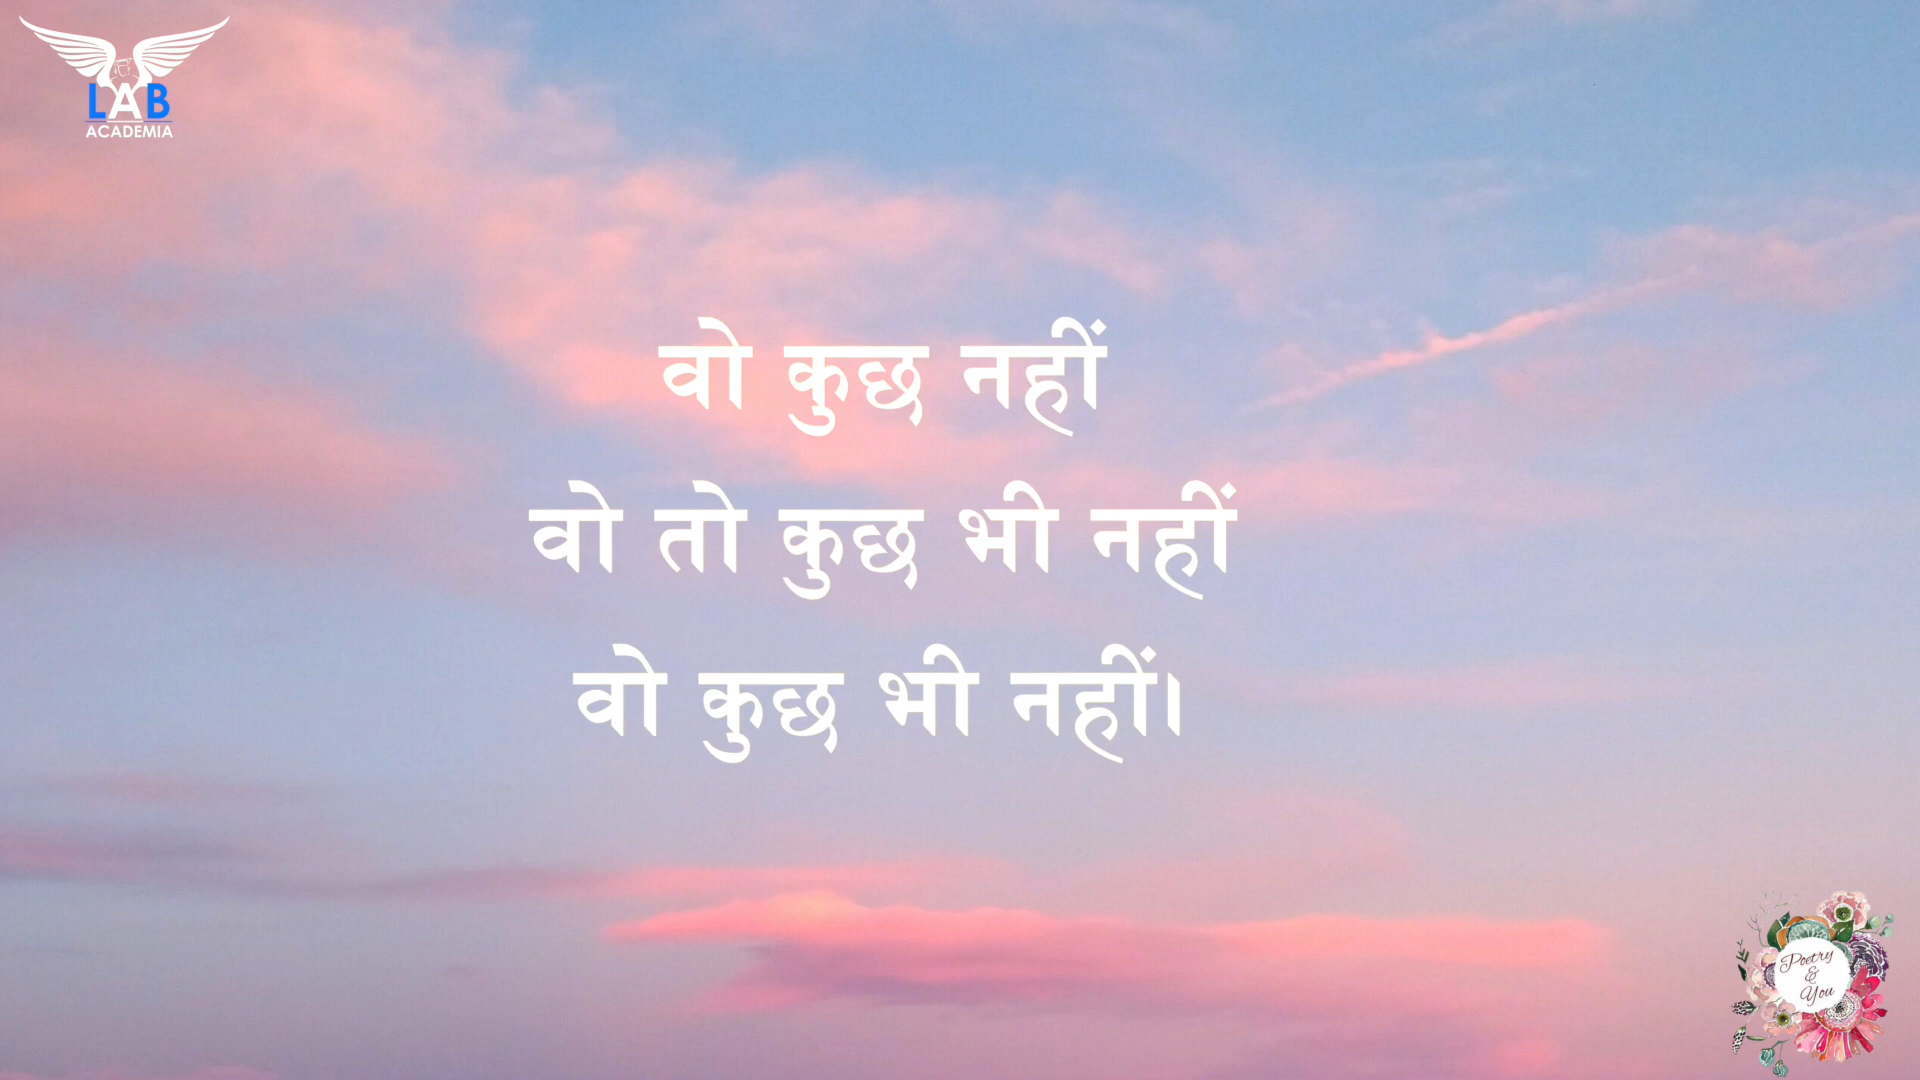 LAB
ACADEMIA
वो कुछ नहीं
वो तो कुछ भी नहीं
वो कुछ भी नहीं।
Poetry
&
You